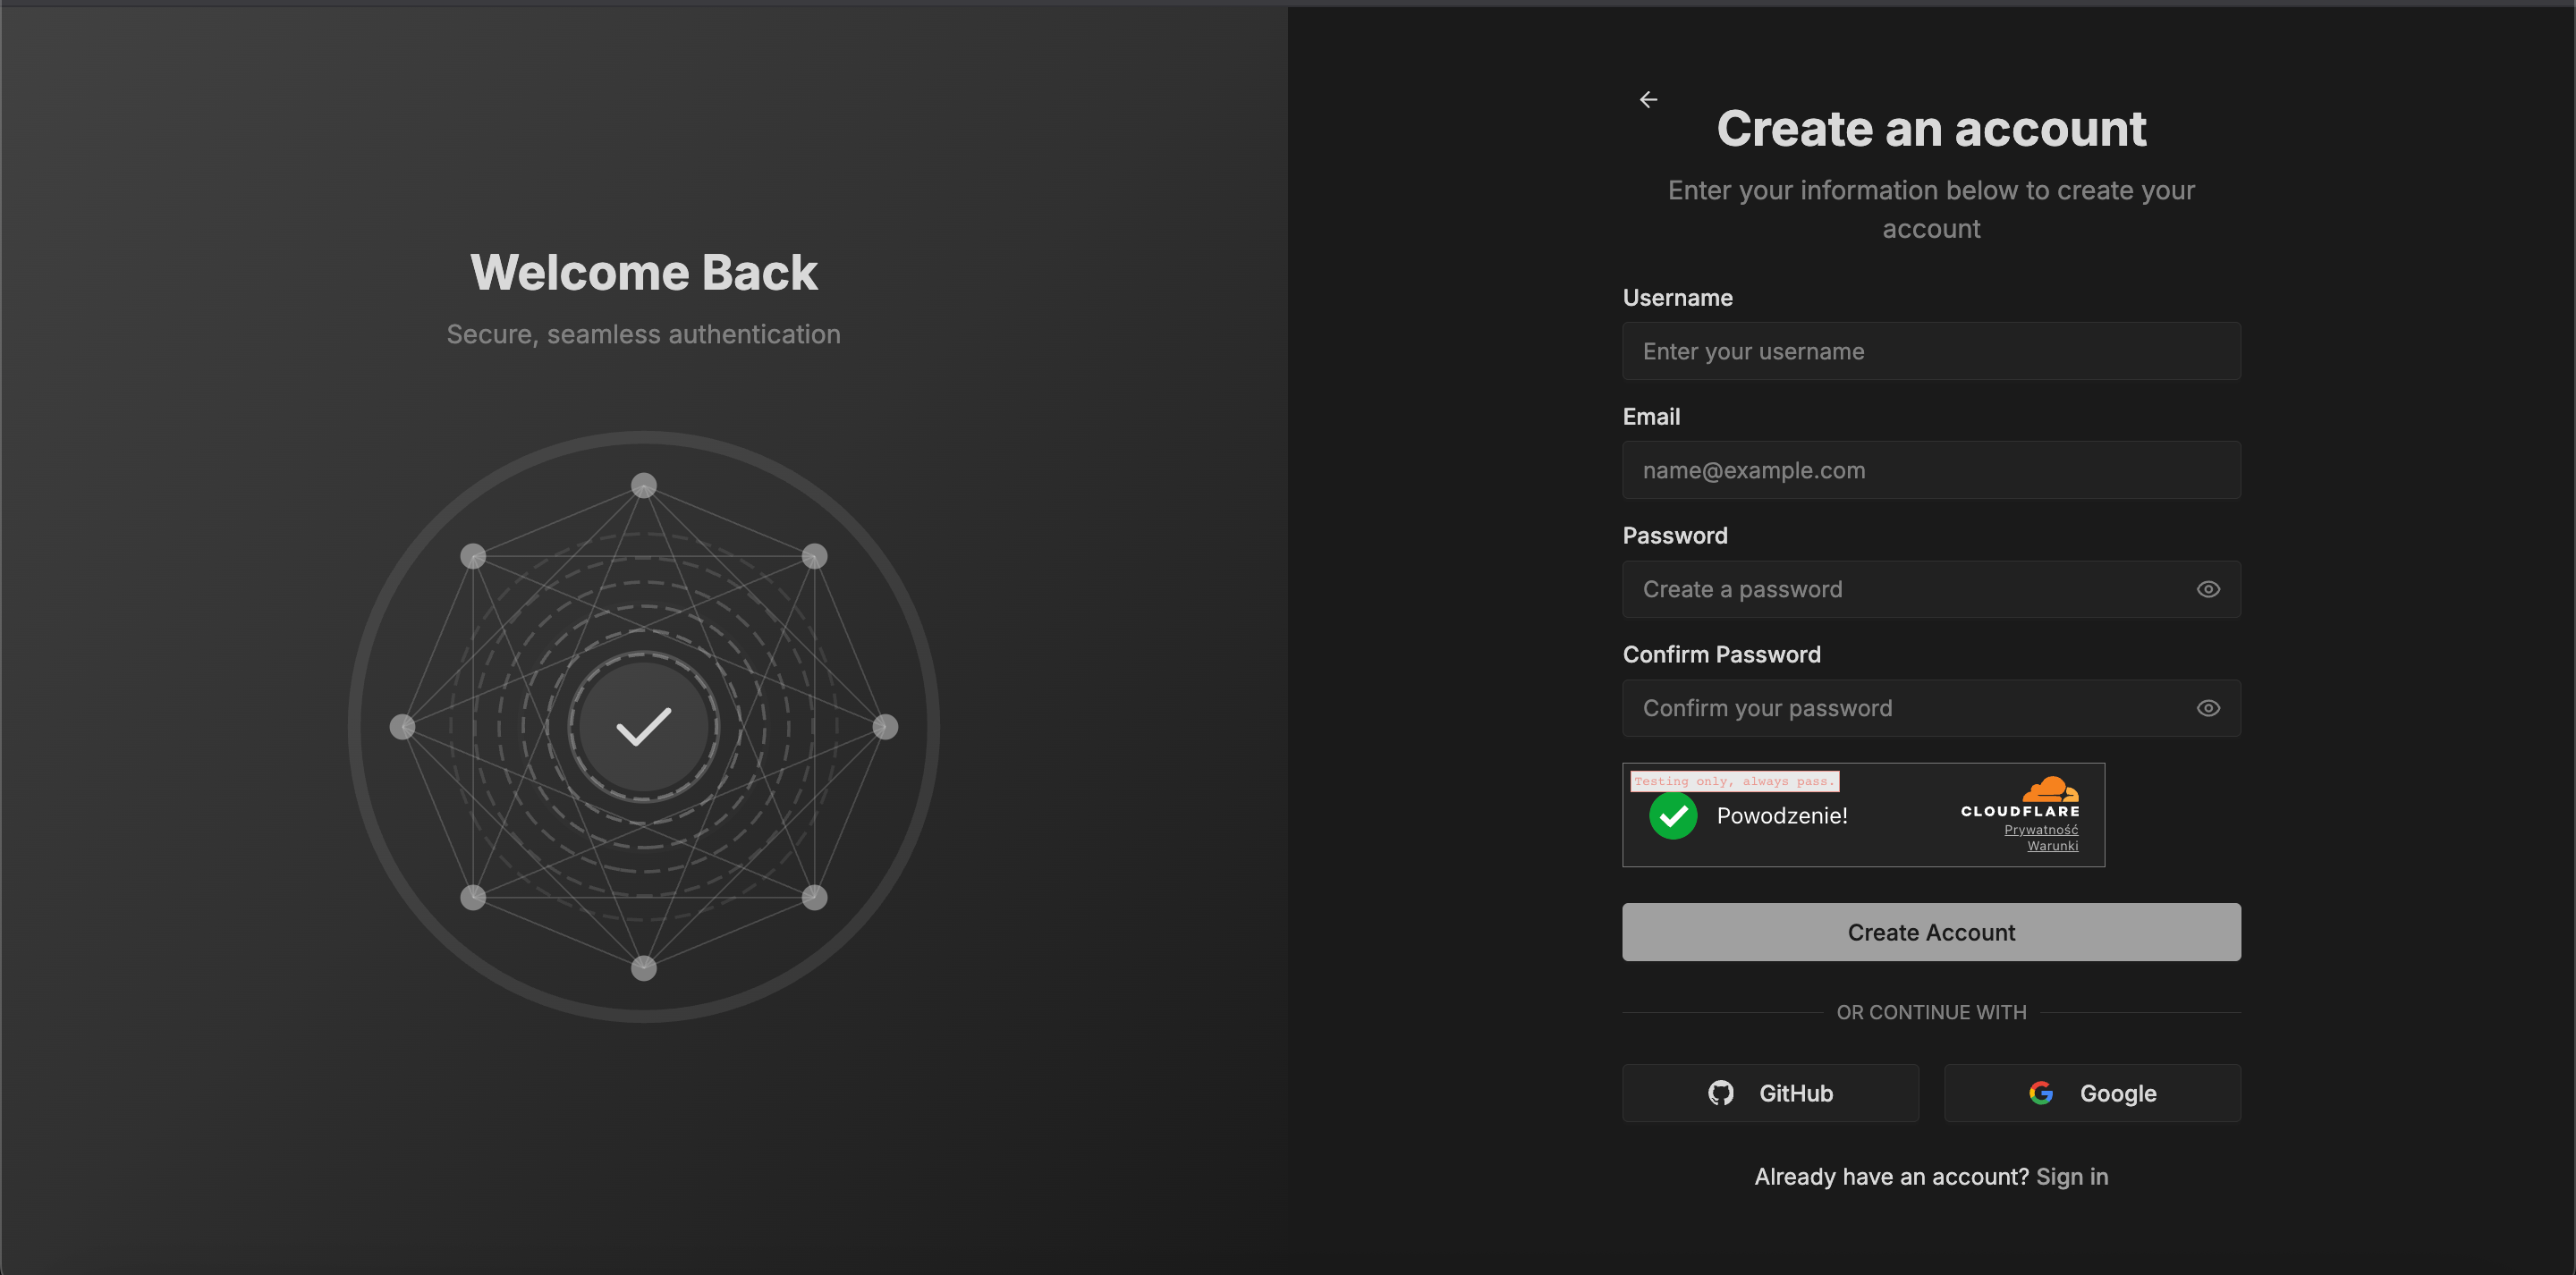 Welcome Back
Secure, seamless authentication
Create an account
Enter your information below to create your
account
Username
Enter your username
Email
name@example.com
Password
Create a password
Confirm Password
Confirm your password
Testing only, always pass.
Powodzenie!
CLOUDFLARE
Prywatność
Warunki
Create Account
OR CONTINUE WITH
GitHub
Google
Already have an account? Sign in